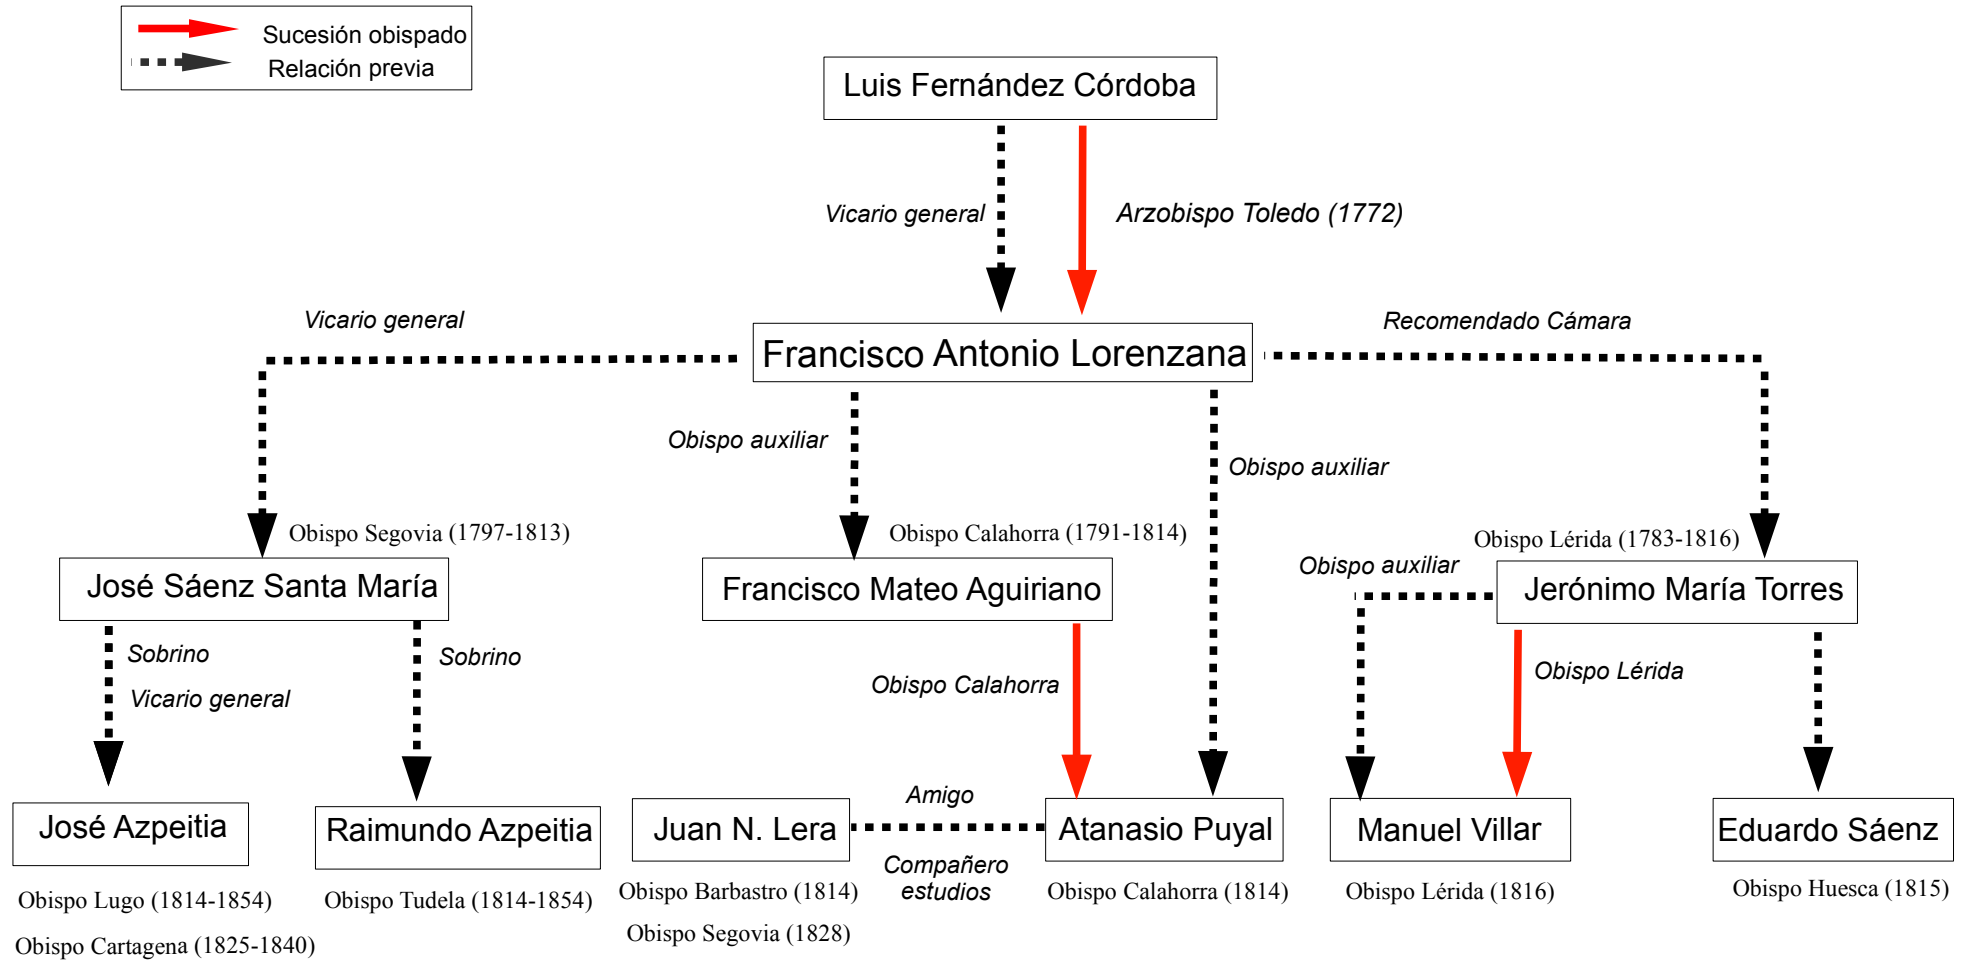 Sucesión obispado
Relación previa
Luis Fernández Córdoba
Vicario general
Arzobispo Toledo (1772)
Vicario general
Recomendado Cámara
Francisco Antonio Lorenzana
Obispo auxiliar
Obispo auxiliar
Obispo Segovia (1797-1813)
Obispo Calahorra (1791-1814)
Obispo Lérida (1783-1816)
Obispo auxiliar
José Sáenz Santa María
Francisco Mateo Aguiriano
Jerónimo María Torres
Sobrino
Vicario general
Sobrino
Obispo Calahorra
Obispo Lérida
Amigo
José Azpeitia
Raimundo Azpeitia
Juan N. Lera
Atanasio Puyal
Manuel Villar
Eduardo Sáenz
Compañero
estudios
Obispo Lugo (1814-1854)
Obispo Cartagena (1825-1840)
Obispo Tudela (1814-1854)
Obispo Barbastro (1814)
Obispo Segovia (1828)
Obispo Calahorra (1814)
Obispo Lérida (1816)
Obispo Huesca (1815)